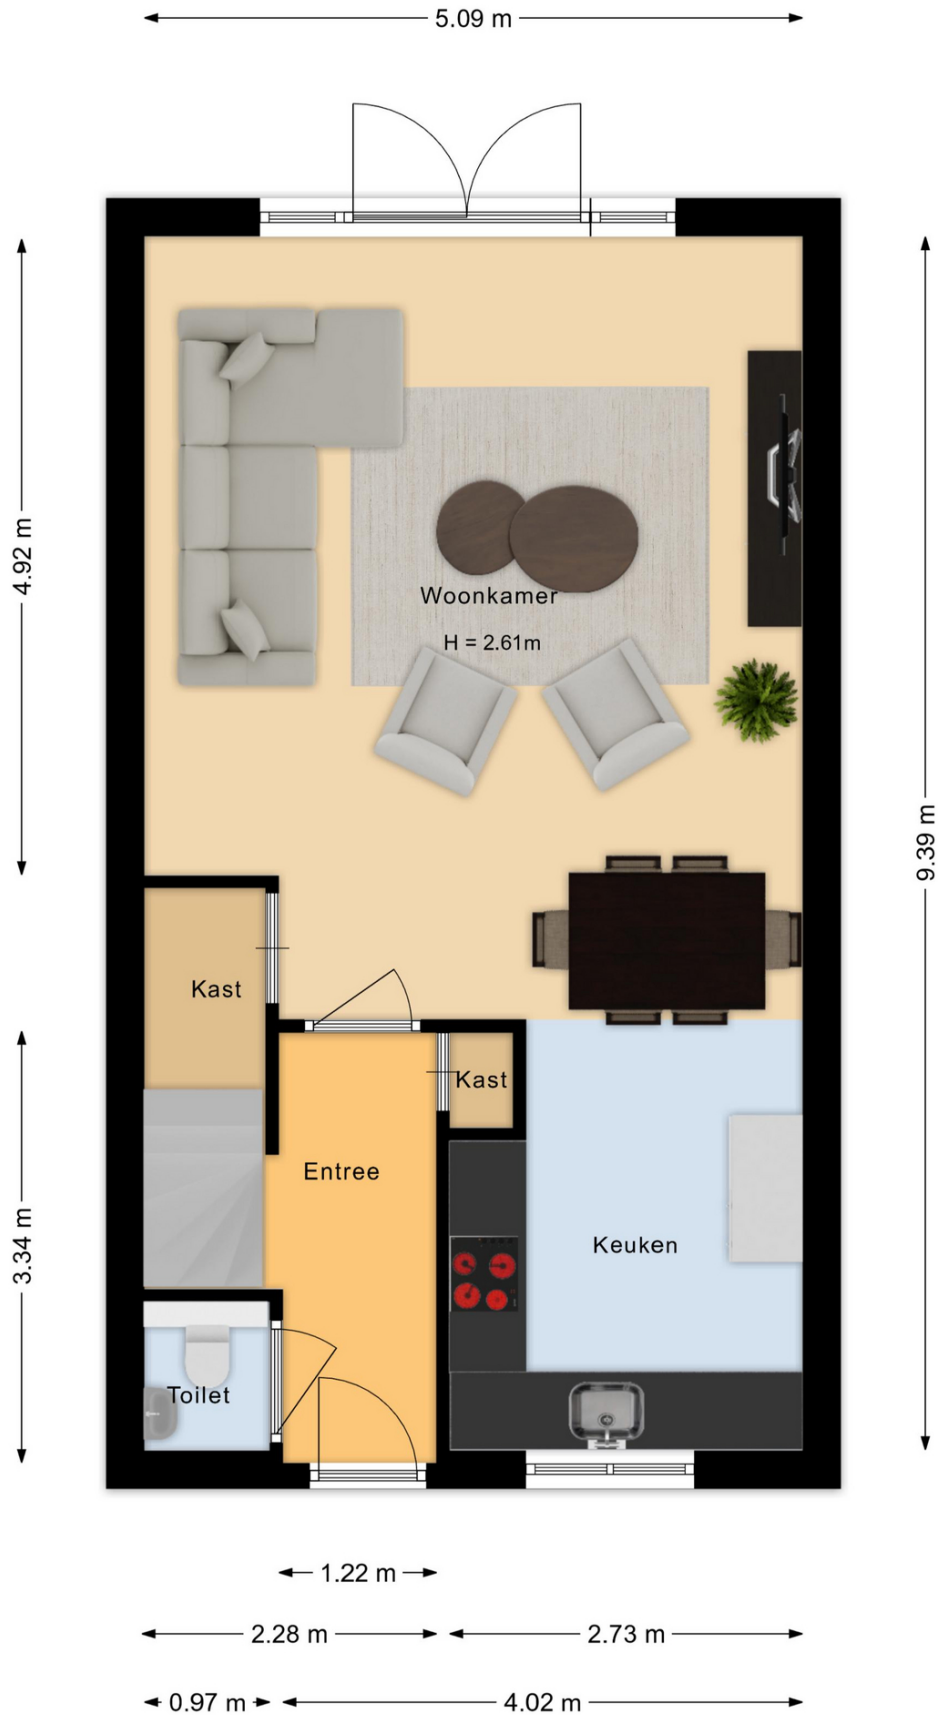 5.09 m
4.92 m
9.39 m
Woonkamer
H = 2.61m
Kast
Kast
Entree
3.34 m
Keuken
Toilet
1.22 m
2.28 m
2.73 m
0.97 m
4.02 m